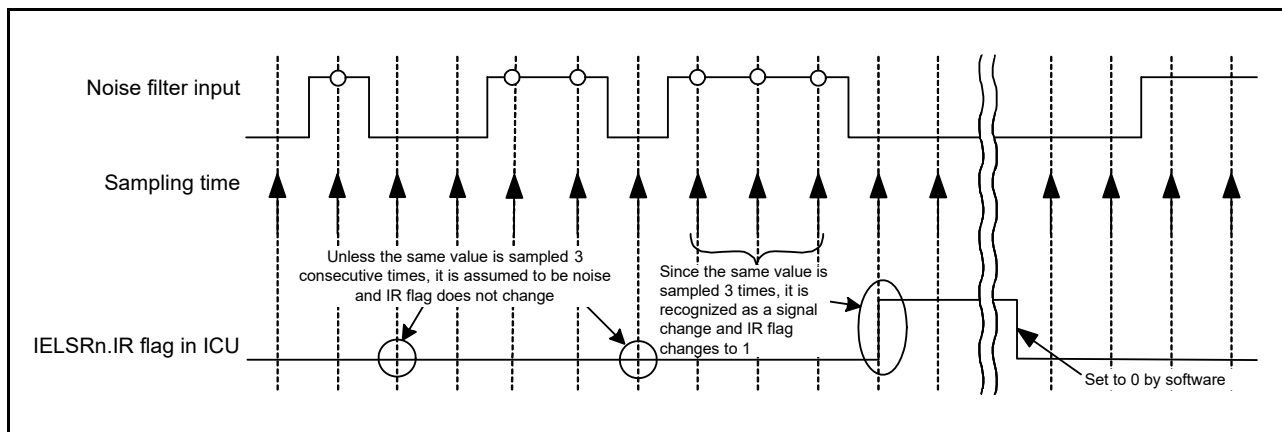 Noise filter input
Sampling time
Unless the same value is sampled 3
consecutive times, it is assumed to be noise
and IR flag does not change
Since the same value is
sampled 3 times, it is
recognized as a signal
change and IR flag
changes to 1
IELSRn.IR flag in ICU
Set to 0 by software